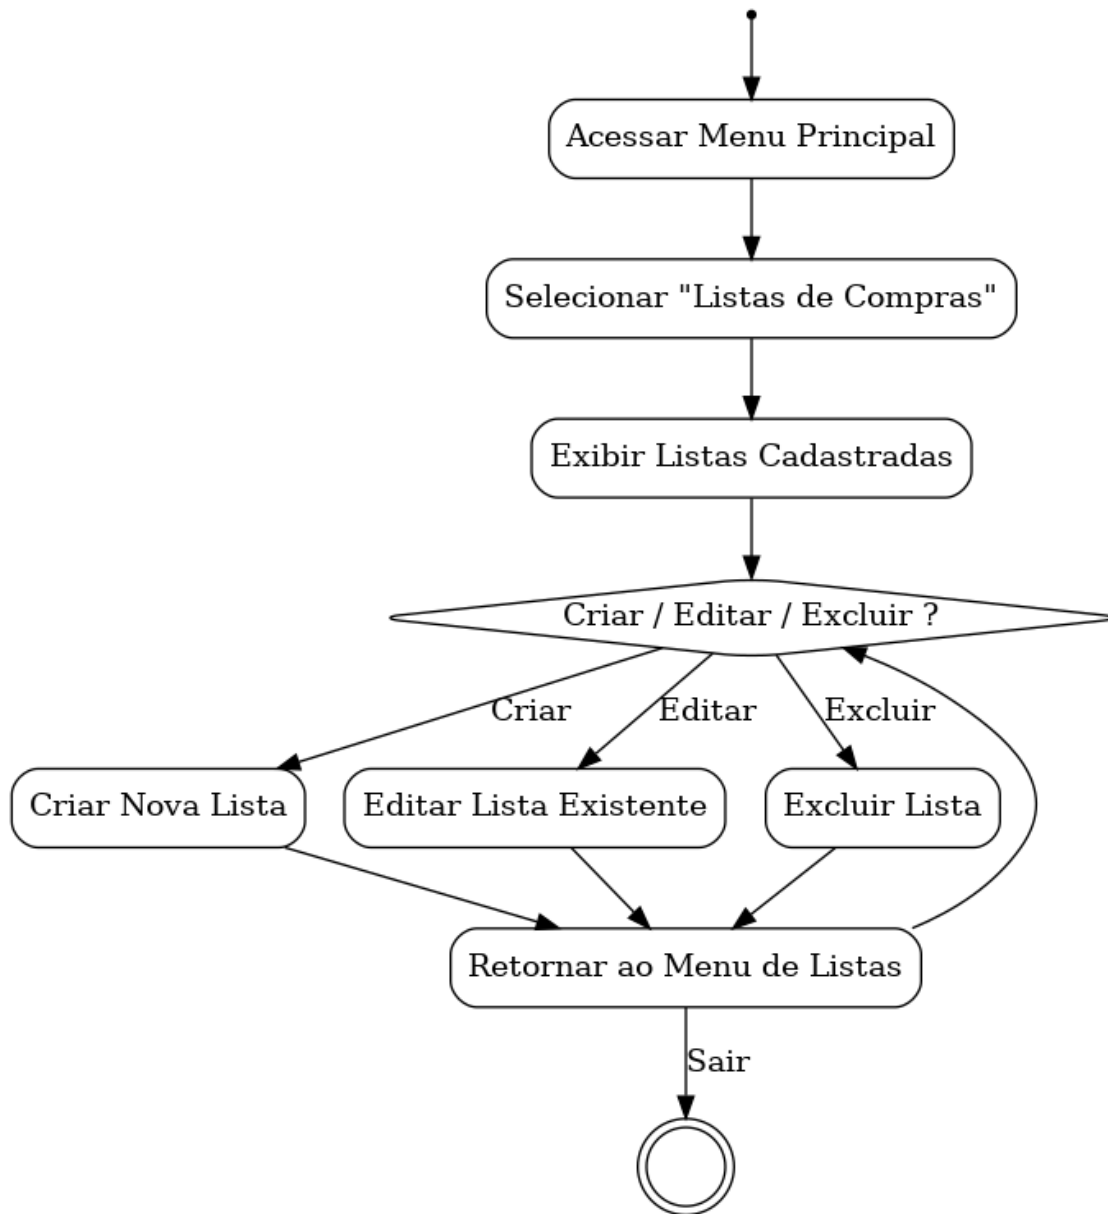 Acessar Menu Principal
Selecionar "Listas de Compras"
Exibir Listas Cadastradas
Criar / Editar / Excluir ?
Criar
Editar
Excluir
Criar Nova Lista
Editar Lista Existente
Excluir Lista
Retornar ao Menu de Listas
Sair